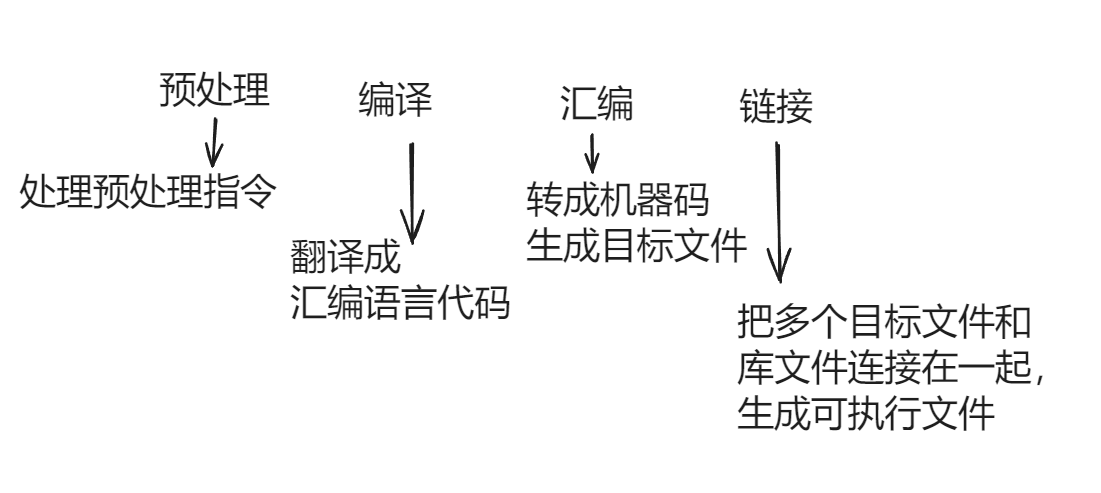 预处理
编译
汇编
链接
处理预处理指令
翻译成
汇编语言代码
转成机器码
生成目标文件
把多个目标文件和
库文件连接在一起，
生成可执行文件